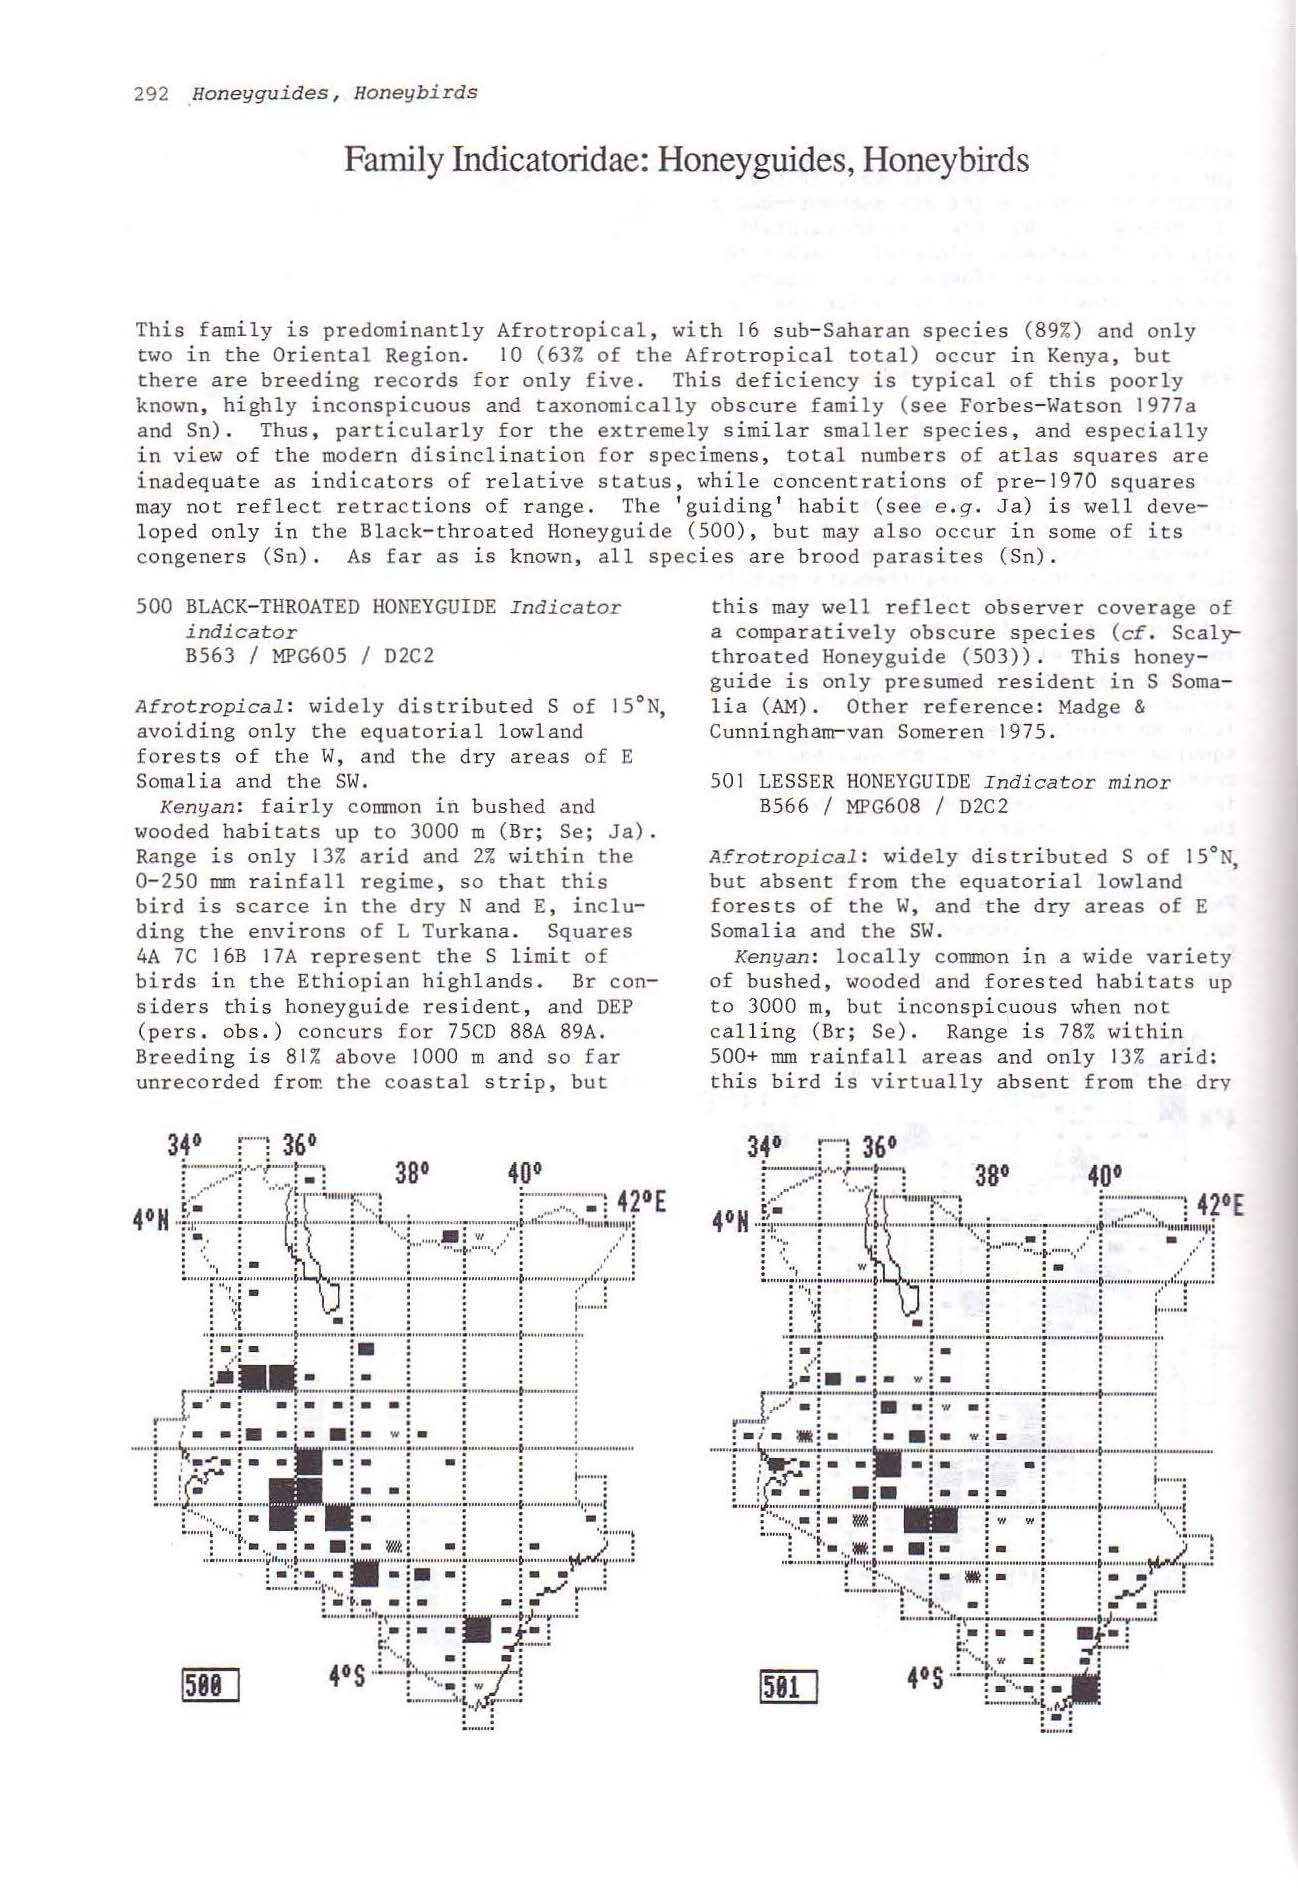 292 Honeyguides, Honeybirds
Family Indicatoridae: Honeyguides, Honeybirds
This family is predominantly Afrotropical, with 16 sub-Saharan species (89%) and only
two in the Oriental Region. 10 (63% of the Afrotropical total) occur in Kenya, but
there are breeding records for only five. This deficiency is typical of this poorly
known, highly inconspicuous and taxonomically obscure family (see Forbes-Watson 1977a
and Sn). Thus, particularly for the extremely similar smaller species, and especially
in view of the modern disinclination for specimens, total numbers of atlas squares are
inadequate as indicators of relative status, while concentrations of pre-1970 squares
may not reflect retractions of range. The 'guiding' habit (see e.g. Ja) is well deve-
loped only in the Black-throated Honeyguide (500), but may also occur in some of its
congeners (Sn). As far as is known, all species are brood parasites (Sn).
500 BLACK-THROATED HONEYGUIDE Indicator
indicator
B563 / MPG605 / D2C2
Afrotropical: widely distributed S of 15°N,
avoiding only the equatorial lowland
forests of the W, and the dry areas of E
Somalia and the SW.
Kenyan: fairly common in bushed and
wooded habitats up to 3000 m (Br; Se; Ja).
Range is only 13% arid and 2% within the
0-250 mm rainfall regime, so that this
bird is scarce in the dry N and E, inclu-
ding the environs of L Turkana. Squares
4A 7C 16B 17A represent the S limit of
birds in the Ethiopian highlands. Br con-
siders this honeyguide resident, and DEP
(pers. obs.) concurs for 75CD 88A 89A.
Breeding is 81% above 1000 m and so far
unrecorded from the coastal strip, but
this may well reflect observer coverage of
a comparatively obscure species (cf. Scaly-
throated Honeyguide (503)). This honey-
guide is only presumed resident in S Soma-
lia (AM). Other reference: Madge &
Cunningham-van Someren 1975.
501 LESSER HONEYGUIDE Indicator minor
B566 / MPG608 / D2C2
Afrotropical: widely distributed S of 15°N,
but absent from the equatorial lowland
forests of the W, and the dry areas of E
Somalia and the SW.
Kenyan: locally common in a wide variety
of bushed, wooded and forested habitats up
to 3000 m, but inconspicuous when not
calling (Br; Se). Range is 78% within
500+ mm rainfall areas and only 13% arid:
this bird is virtually absent from the dry
34° 36°
38° 40°
42°E
4°N
4°S
500
34° 36°
38° 40°
42°E
4°N
4°S
501